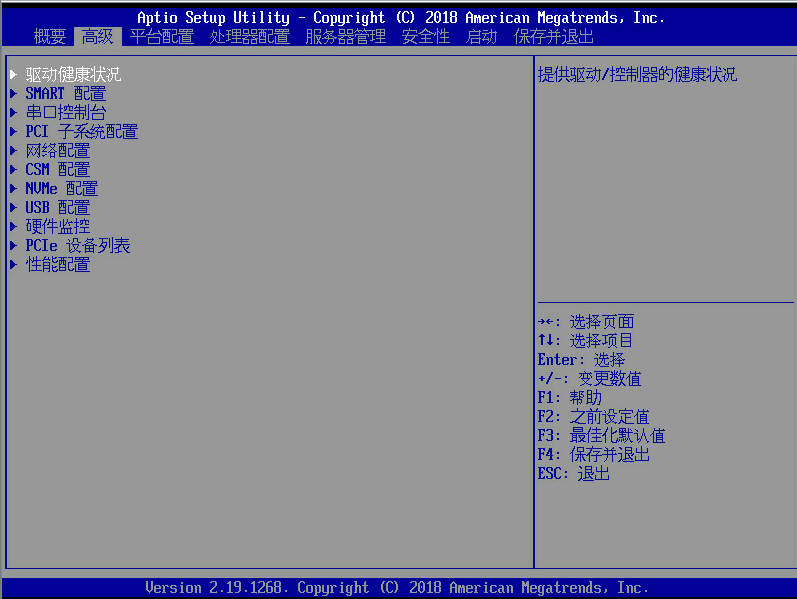 Aptio Setup Utility - Copyright (C) 2018 American Megatrends, Inc.
概要 高级 平台配置 处理器配置 服务器管理 安全性 启动 保存并退出
驱动健康状况
SMART 配置
串口控制台
PCI 子系统配置
网络配置
CSM 配置
NVMe 配置
USB 配置
硬件监控
PCIe 设备列表
性能配置
提供驱动/控制器的健康状况
→←: 选择页面
↑↓: 选择项目
Enter: 选择
+/-: 变更数值
F1: 帮助
F2: 之前设定值
F3: 最佳化默认值
F4: 保存并退出
ESC: 退出
Version 2.19.1268. Copyright (C) 2018 American Megatrends, Inc.